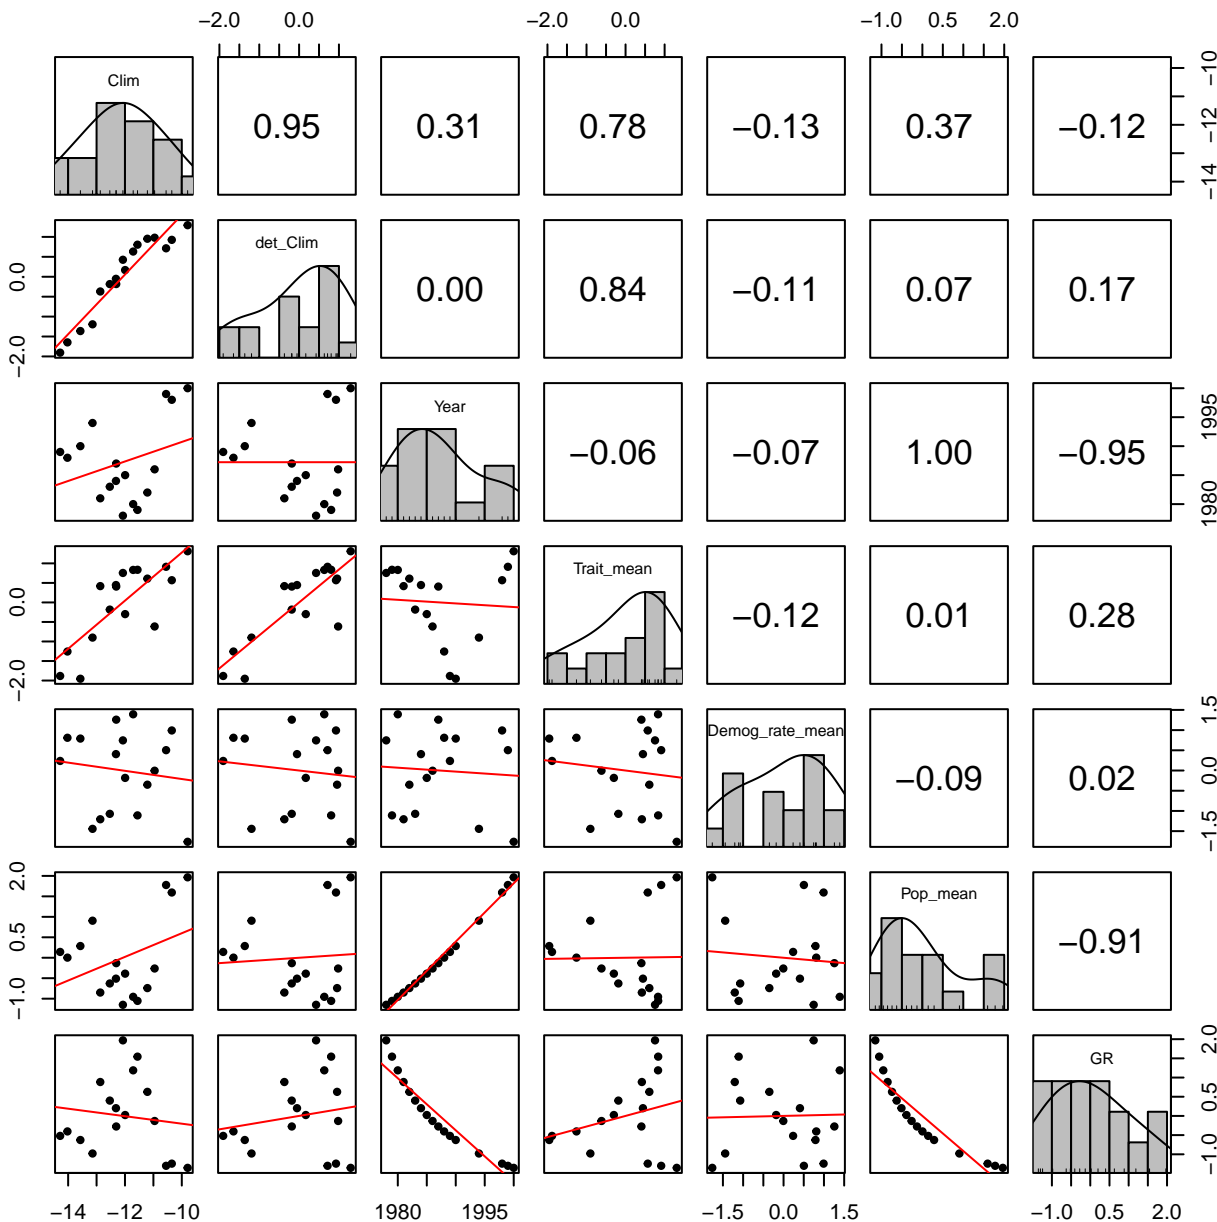 −2.0 0.0 −2.0 0.0 −1.0 0.5 2.0
Clim 0.95 0.31 0.78 −0.13 0.37 −0.12 −14 −12 −10
−2.0 0.0 det_Clim 0.00 0.84 −0.11 0.07 0.17
Year −0.06 −0.07 1.00 −0.95 1980 1995
−2.0 0.0 Trait_mean −0.12 0.01 0.28
Demog_rate_mean −0.09 0.02 −1.5 0.0 1.5
−1.0 0.5 2.0 Pop_mean −0.91
GR −1.0 0.5 2.0
−14 −12 −10 1980 1995 −1.5 0.0 1.5 −1.0 0.5 2.0